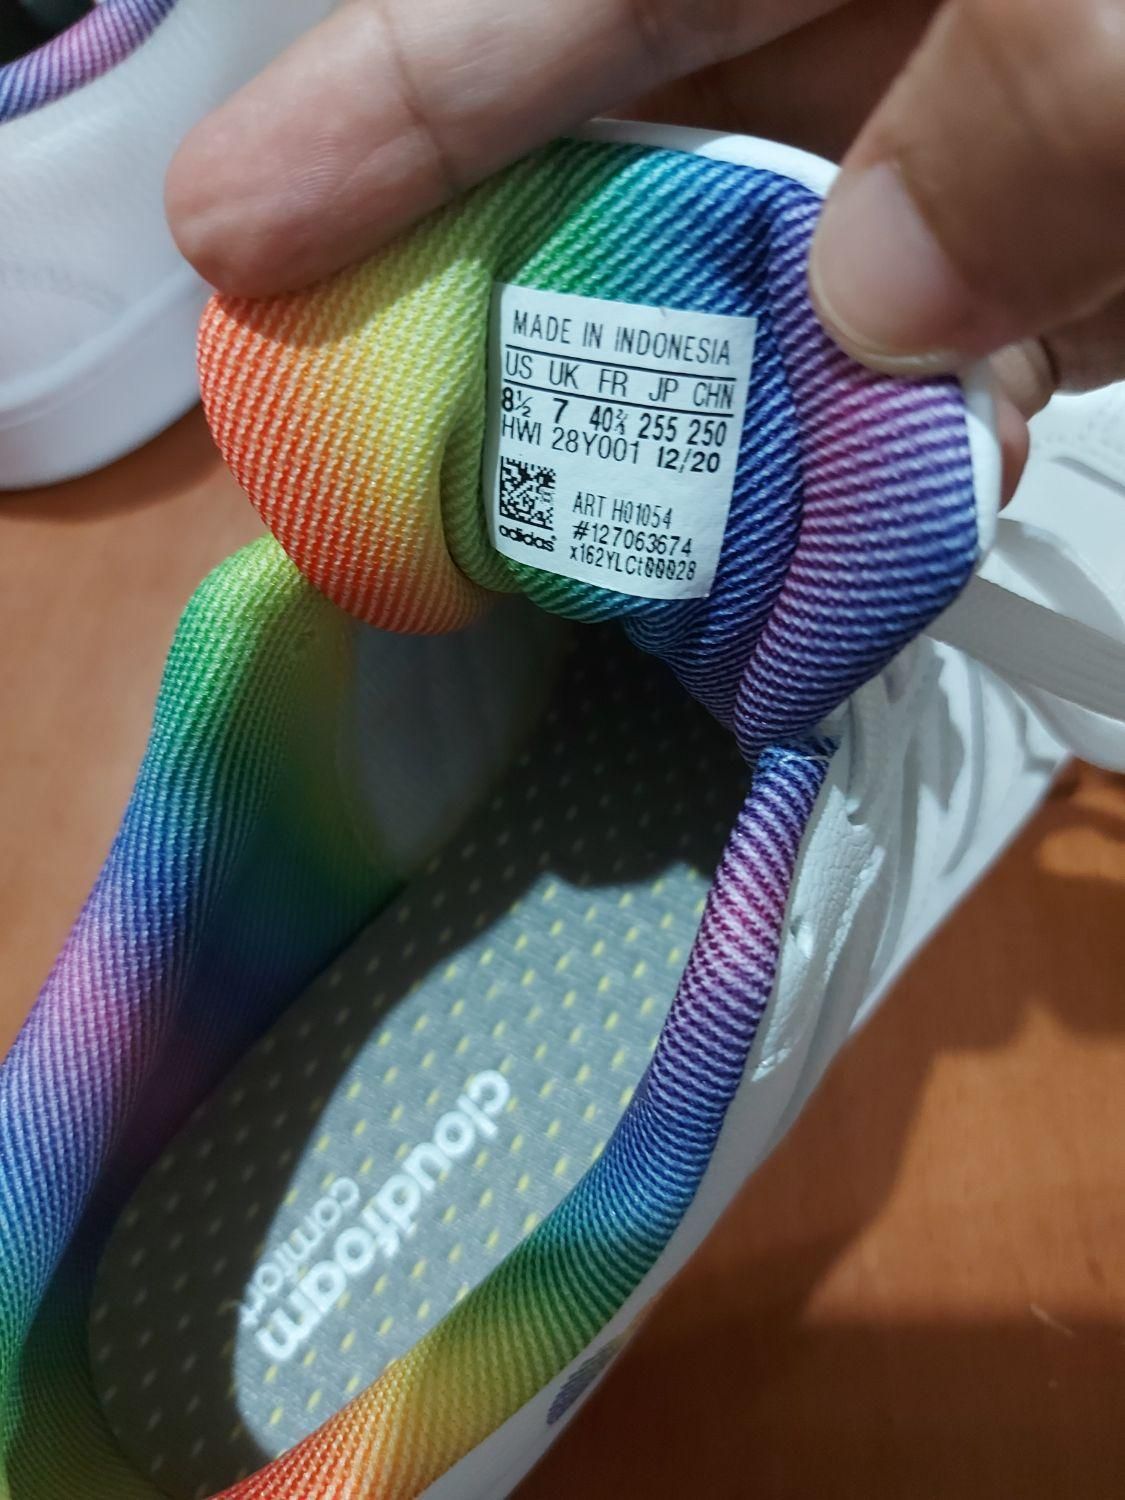 MADE IN INDONESIA
US UK FR JP CHN
8½ 7 40⅔ 255 250
HWI 28Y001 12/20
ART H01054
#127063674
x162YLCt00028
adidas
cloudfoam
comfort